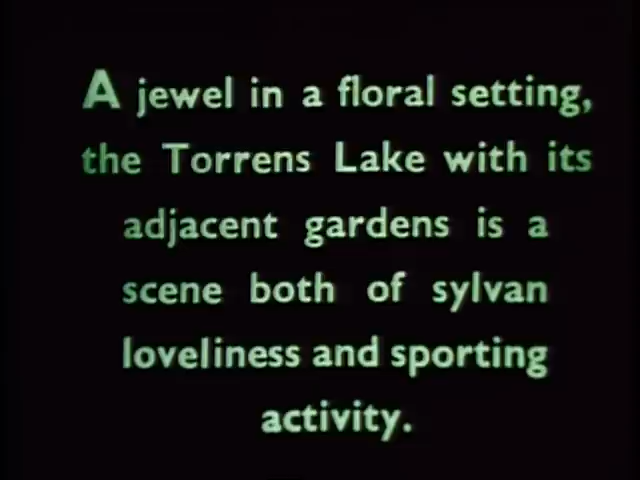 A jewel in a floral setting,
the Torrens Lake with its
adjacent gardens is a
scene both of sylvan
loveliness and sporting
activity.